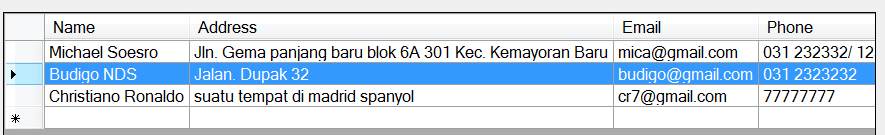 Name Address Email Phone
Michael Soesro Jln. Gema panjang baru blok 6A 301 Kec. Kemayoran Baru mica@gmail.com 031 232332/ 12
Budigo NDS Jalan. Dupak 32 budigo@gmail.com 031 2323232
Christiano Ronaldo suatu tempat di madrid spanyol cr7@gmail.com 77777777